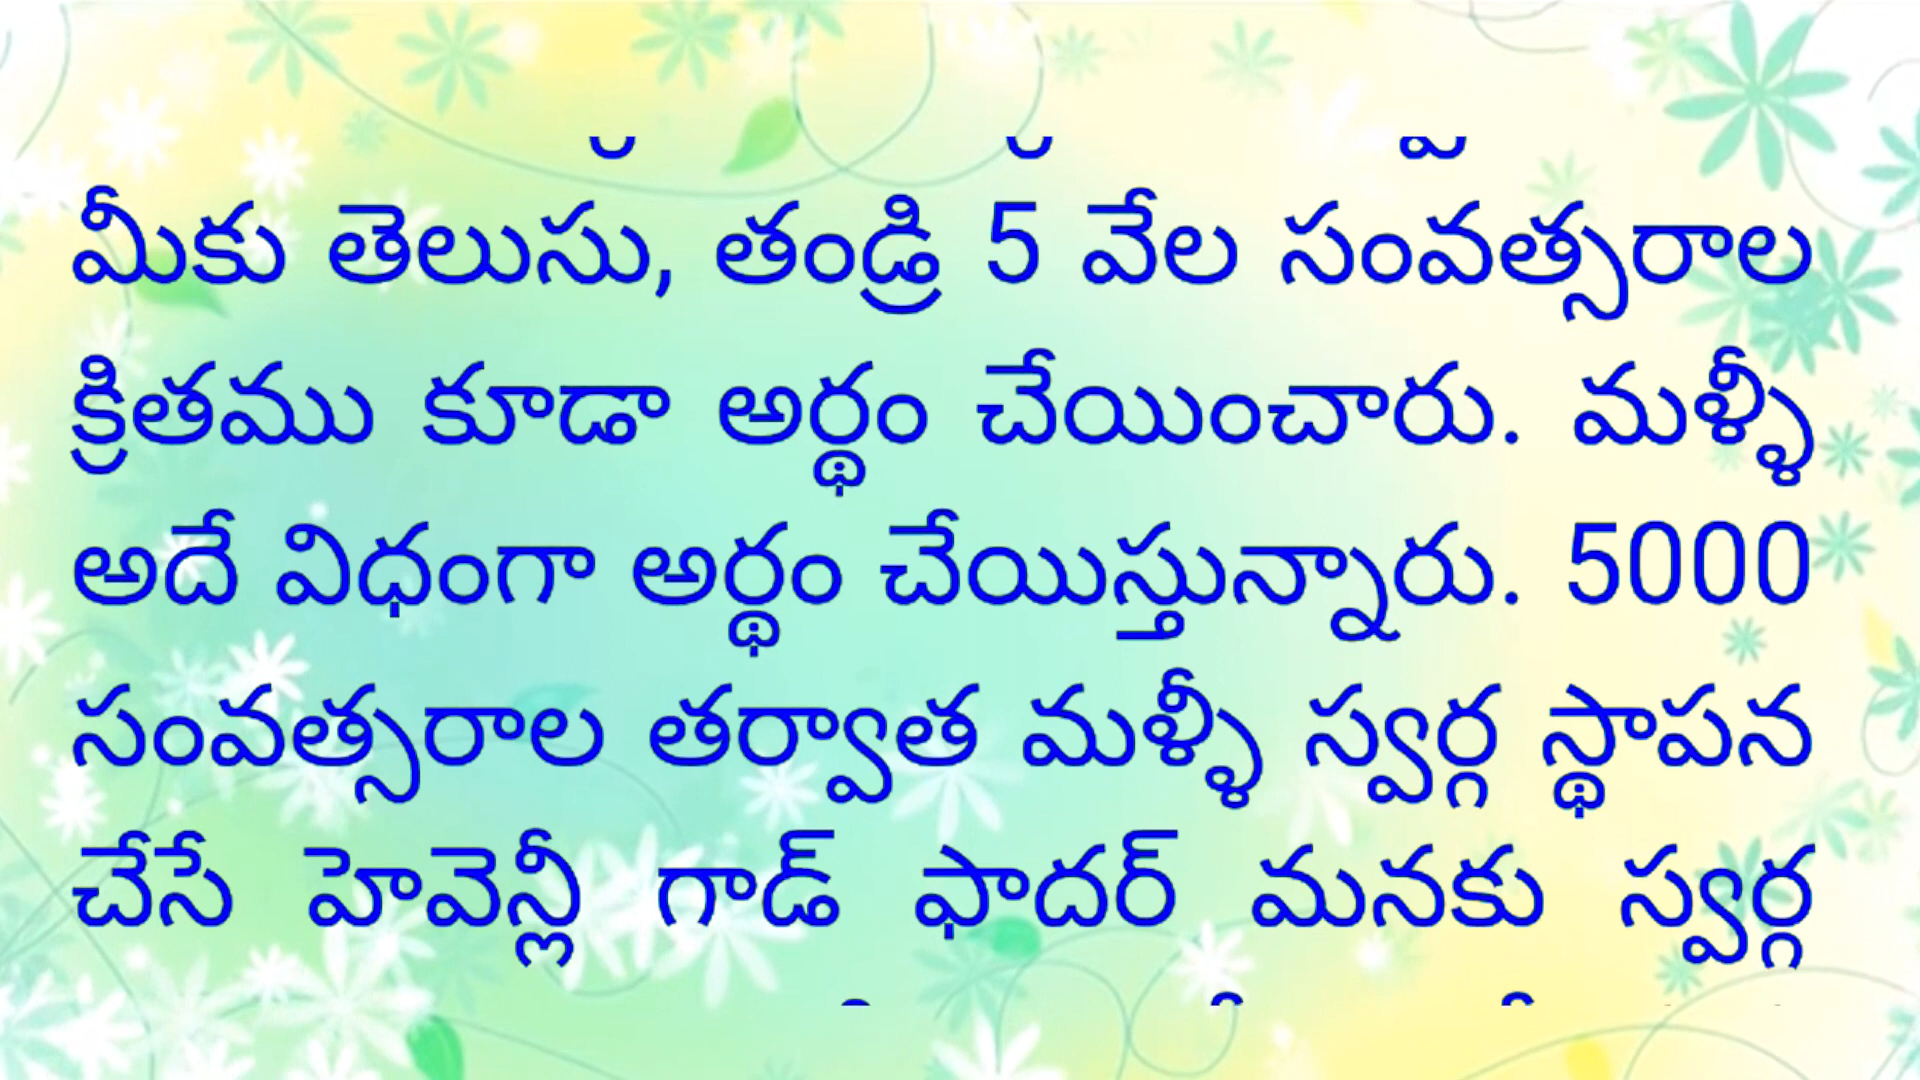 మీకు తెలుసు, తండ్రి 5 వేల సంవత్సరాల
క్రితము కూడా అర్థం చేయించారు. మళ్ళీ
అదే విధంగా అర్థం చేయిస్తున్నారు. 5000
సంవత్సరాల తర్వాత మళ్ళీ స్వర్గ స్థాపన
చేసే హెవెన్లీ గాడ్ ఫాదర్ మనకు స్వర్గ